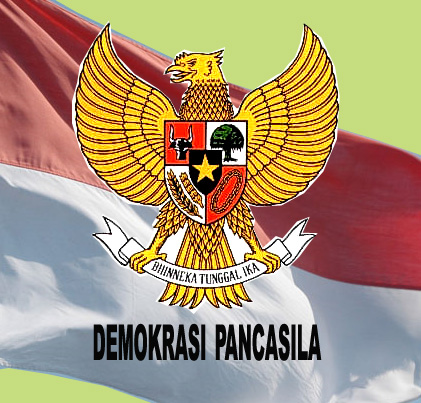 BHINNEKA TUNGGAL IKA
DEMOKRASI PANCASILA